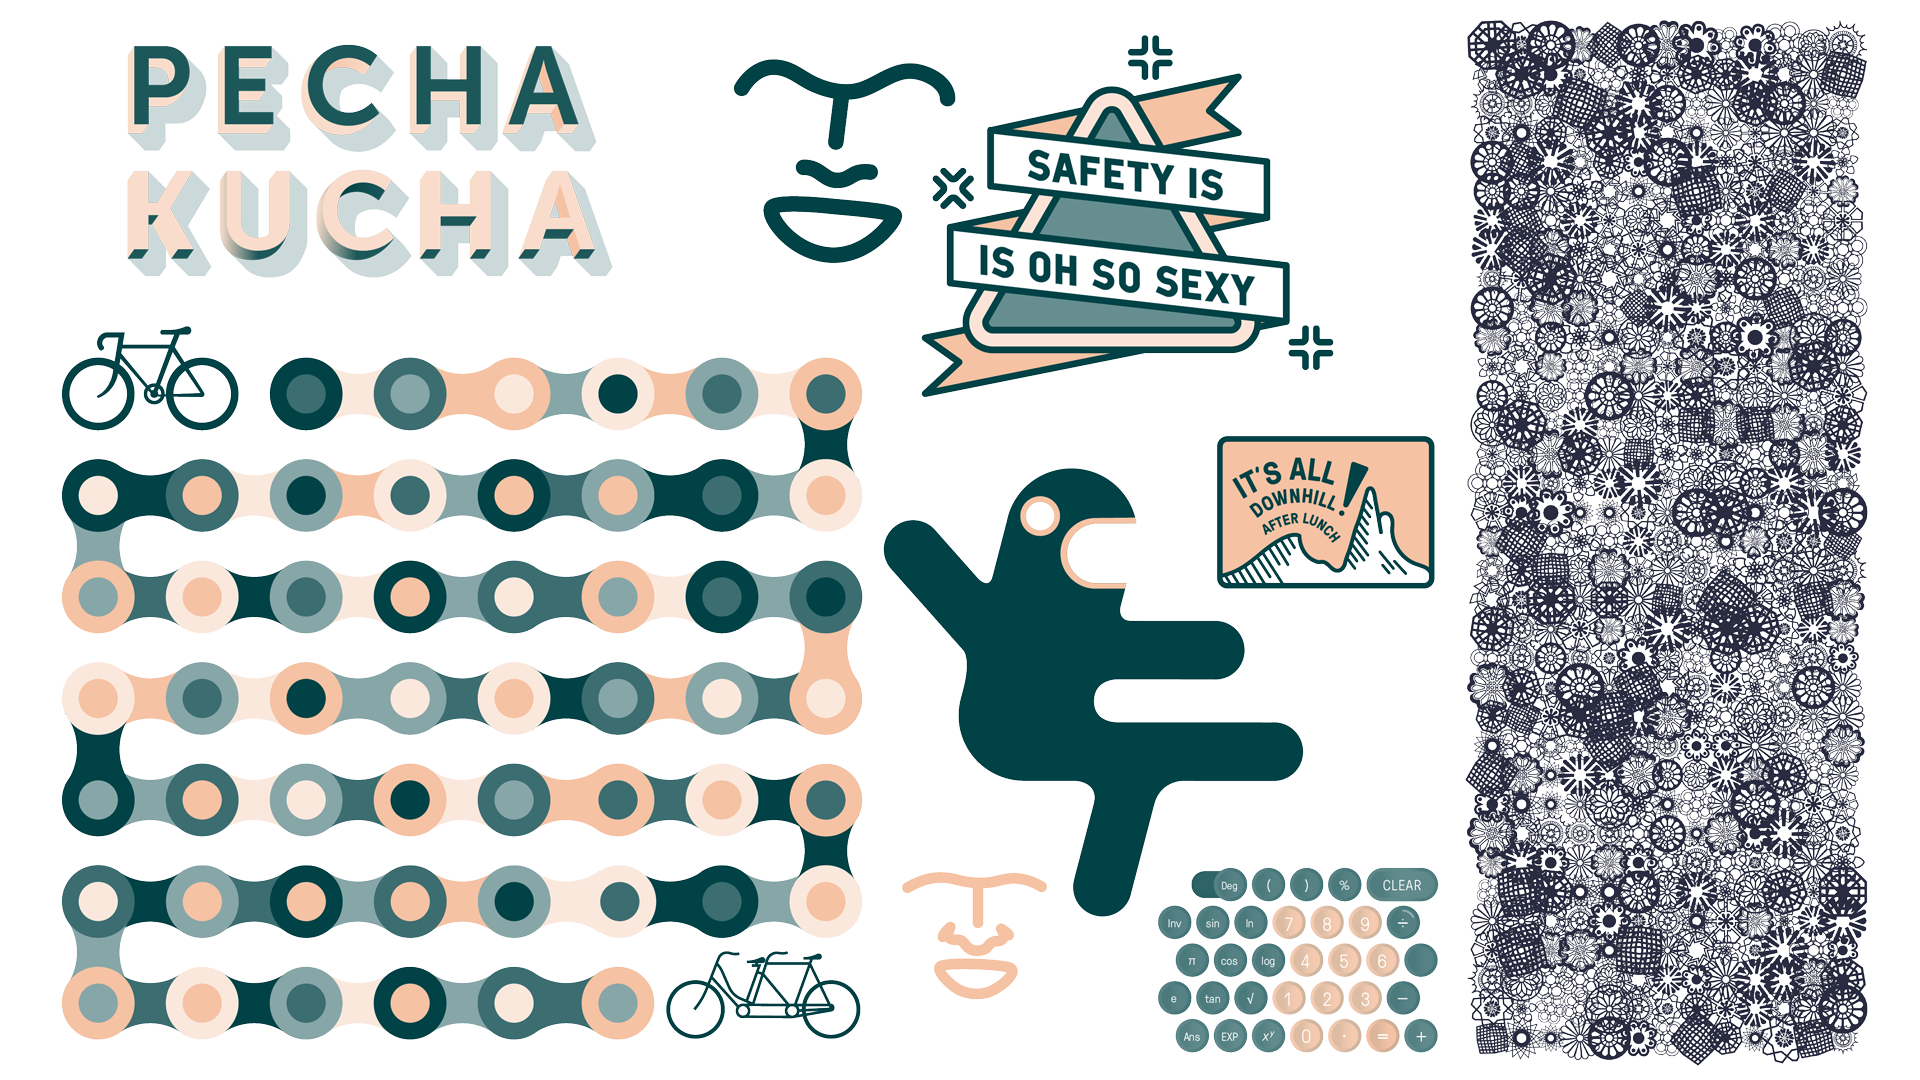 PECHA
KUCHA
SAFETY IS
IS OH SO SEXY
IT'S ALL
DOWNHILL!
AFTER LUNCH
Deg ( ) % CLEAR
Inv sin ln 7 8 9 ÷
π cos log 4 5 6
e tan √ 1 2 3 −
Ans EXP xʸ 0 · = +